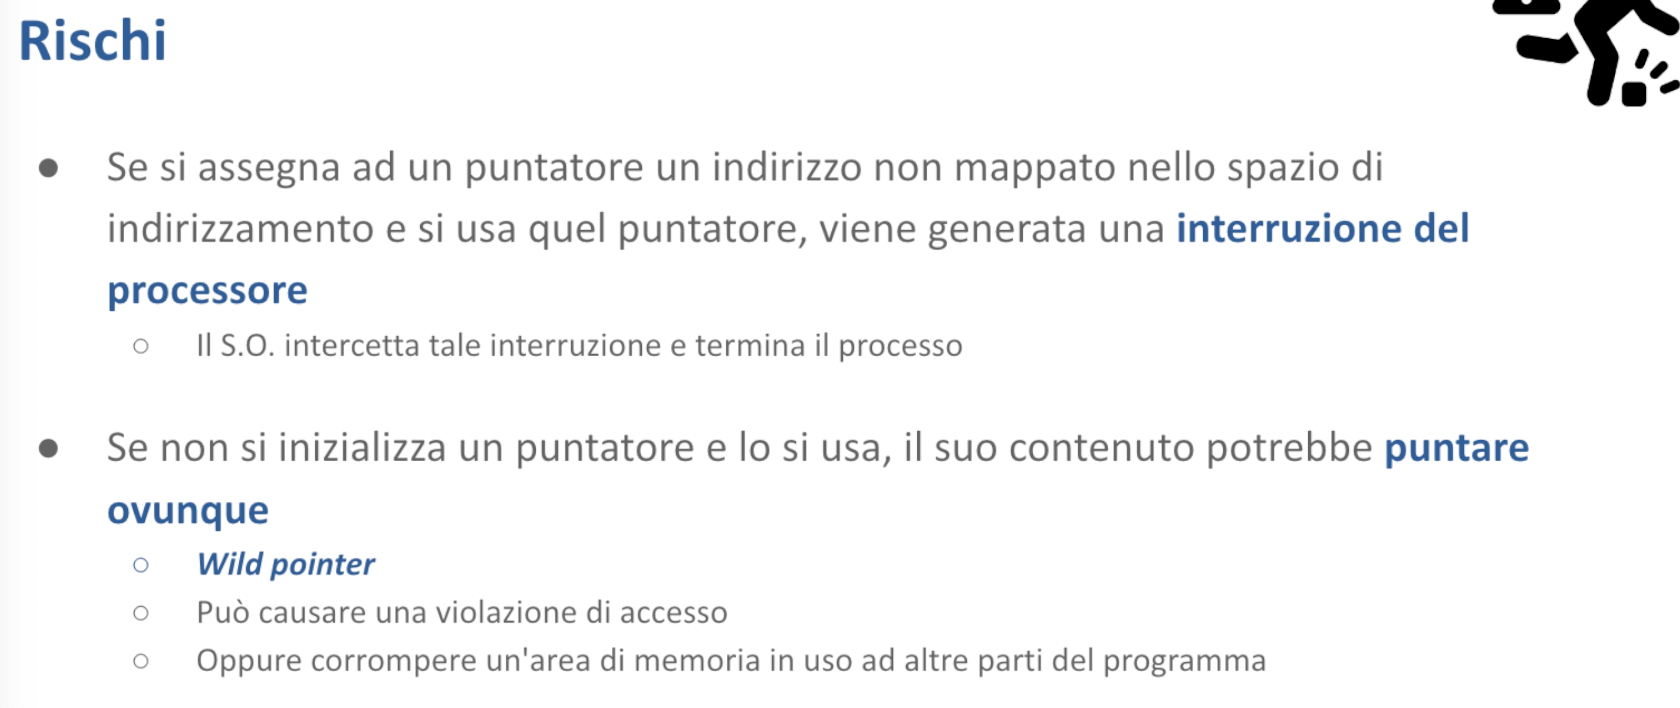 Rischi
● Se si assegna ad un puntatore un indirizzo non mappato nello spazio di
indirizzamento e si usa quel puntatore, viene generata una interruzione del
processore
○ Il S.O. intercetta tale interruzione e termina il processo
● Se non si inizializza un puntatore e lo si usa, il suo contenuto potrebbe puntare
ovunque
○ Wild pointer
○ Può causare una violazione di accesso
○ Oppure corrompere un'area di memoria in uso ad altre parti del programma